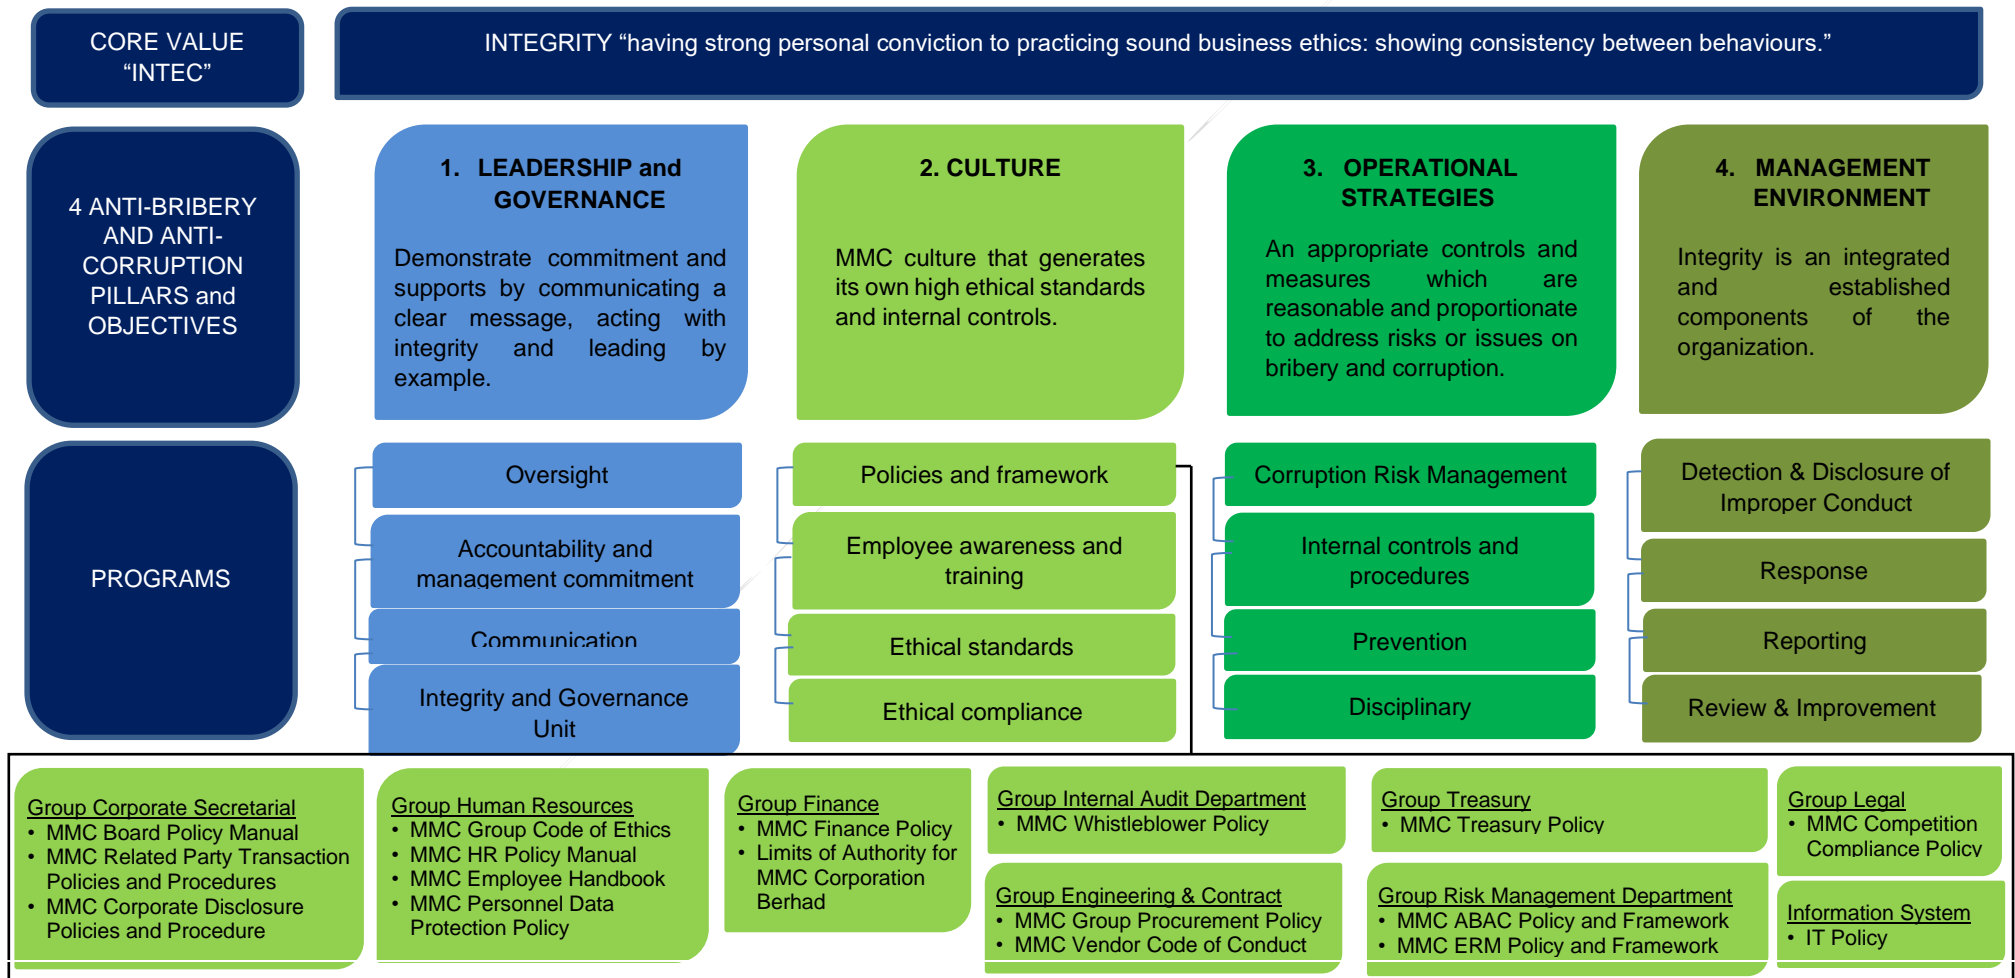 CORE VALUE
“INTEC”
INTEGRITY “having strong personal conviction to practicing sound business ethics: showing consistency between behaviours.”
4 ANTI-BRIBERY
AND ANTI-
CORRUPTION
PILLARS and
OBJECTIVES
1. LEADERSHIP and
GOVERNANCE
Demonstrate commitment and
supports by communicating a
clear message, acting with
integrity and leading by
example.
2. CULTURE
MMC culture that generates
its own high ethical standards
and internal controls.
3. OPERATIONAL
STRATEGIES
An appropriate controls and
measures which are
reasonable and proportionate
to address risks or issues on
bribery and corruption.
4. MANAGEMENT
ENVIRONMENT
Integrity is an integrated
and established
components of the
organization.
PROGRAMS
Oversight
Accountability and
management commitment
Communication
Integrity and Governance
Unit
Policies and framework
Employee awareness and
training
Ethical standards
Ethical compliance
Corruption Risk Management
Internal controls and
procedures
Prevention
Disciplinary
Detection & Disclosure of
Improper Conduct
Response
Reporting
Review & Improvement
Group Corporate Secretarial
• MMC Board Policy Manual
• MMC Related Party Transaction
Policies and Procedures
• MMC Corporate Disclosure
Policies and Procedure
Group Human Resources
• MMC Group Code of Ethics
• MMC HR Policy Manual
• MMC Employee Handbook
• MMC Personnel Data
Protection Policy
Group Finance
• MMC Finance Policy
• Limits of Authority for
MMC Corporation
Berhad
Group Internal Audit Department
• MMC Whistleblower Policy
Group Engineering & Contract
• MMC Group Procurement Policy
• MMC Vendor Code of Conduct
Group Treasury
• MMC Treasury Policy
Group Risk Management Department
• MMC ABAC Policy and Framework
• MMC ERM Policy and Framework
Group Legal
• MMC Competition
Compliance Policy
Information System
• IT Policy